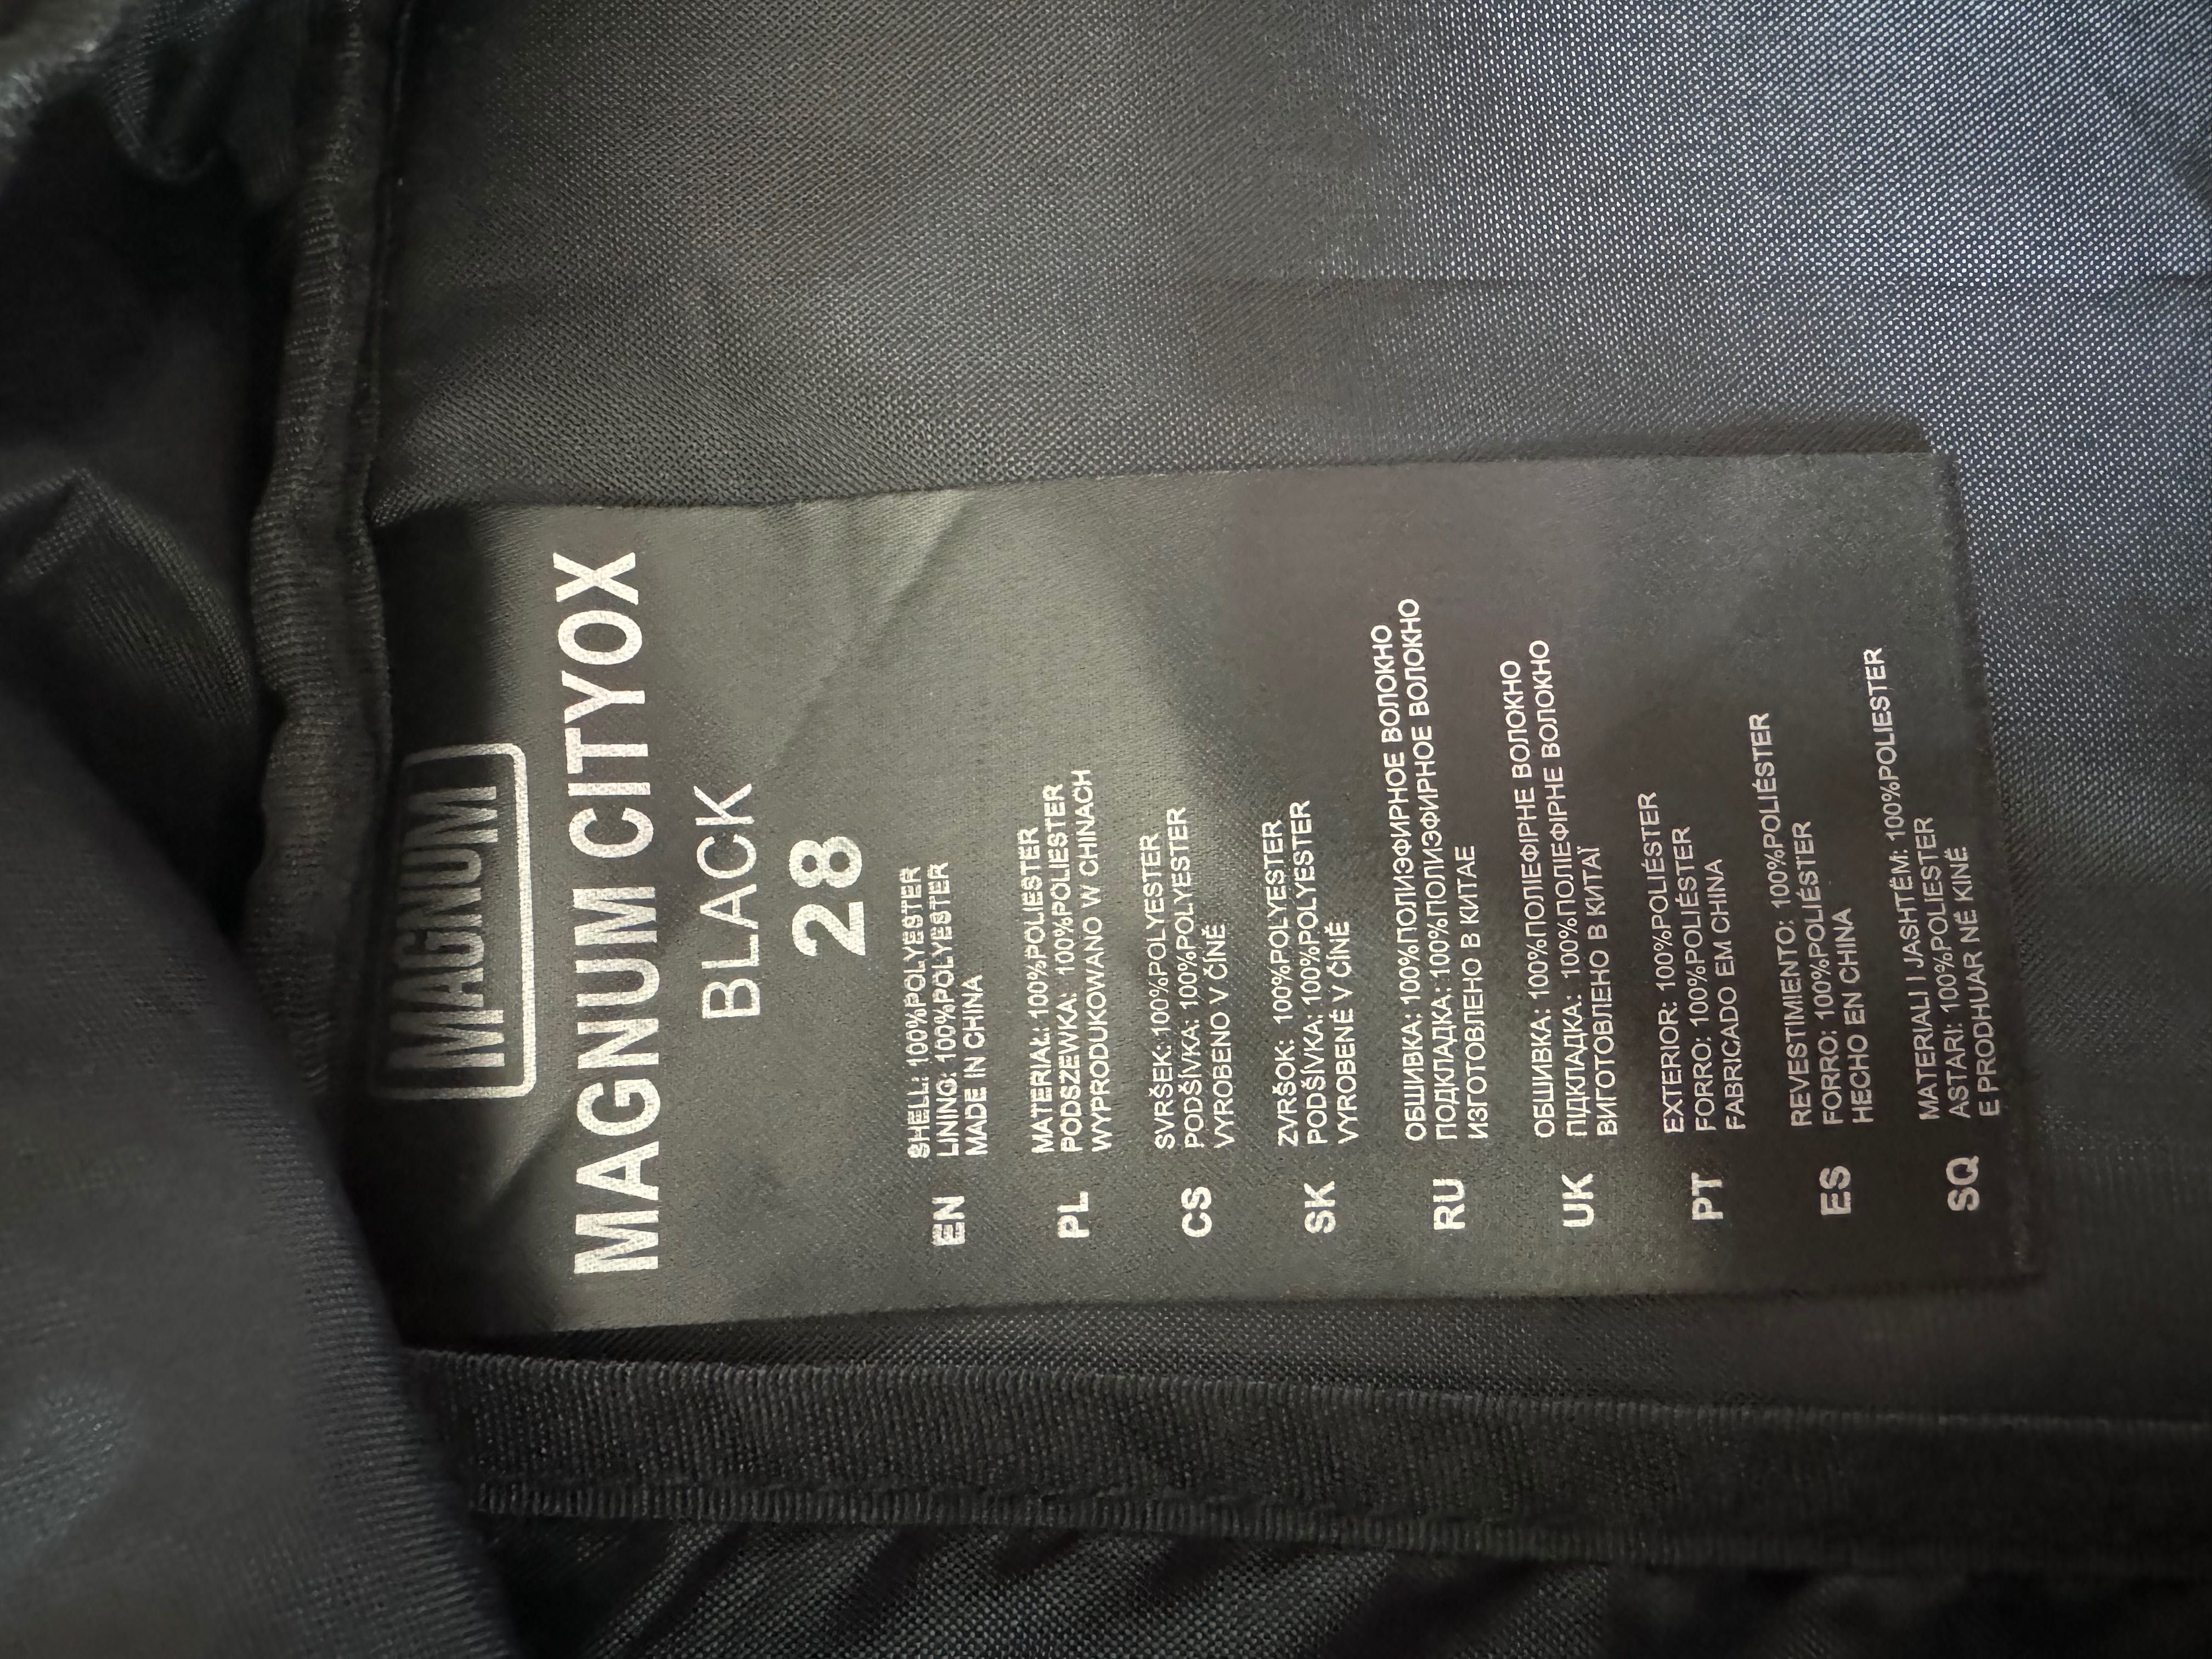 MAGNUM
MAGNUM CITYOX
BLACK
28
EN
SHELL: 100%POLYESTER
LINING: 100%POLYESTER
MADE IN CHINA
PL
MATERIAŁ: 100%POLIESTER
PODSZEWKA: 100%POLIESTER
WYPRODUKOWANO W CHINACH
CS
SVRŠEK: 100%POLYESTER
PODŠÍVKA: 100%POLYESTER
VYROBENO V ČÍNĚ
SK
ZVRŠOK: 100%POLYESTER
PODŠÍVKA: 100%POLYESTER
VYROBENÉ V ČÍNĚ
RU
ОБШИВКА: 100%ПОЛИЭФИРНОЕ ВОЛОКНО
ПОДКЛАДКА: 100%ПОЛИЭФИРНОЕ ВОЛОКНО
ИЗГОТОВЛЕНО В КИТАЕ
UK
ОБШИВКА: 100%ПОЛІЕФІРНЕ ВОЛОКНО
ПІДКЛАДКА: 100%ПОЛІЕФІРНЕ ВОЛОКНО
ВИГОТОВЛЕНО В КИТАЇ
PT
EXTERIOR: 100%POLIÉSTER
FORRO: 100%POLIÉSTER
FABRICADO EM CHINA
ES
REVESTIMIENTO: 100%POLIÉSTER
FORRO: 100%POLIÉSTER
HECHO EN CHINA
SQ
MATERIALI I JASHTËM: 100%POLIESTER
ASTARI: 100%POLIESTER
E PRODHUAR NË KINË